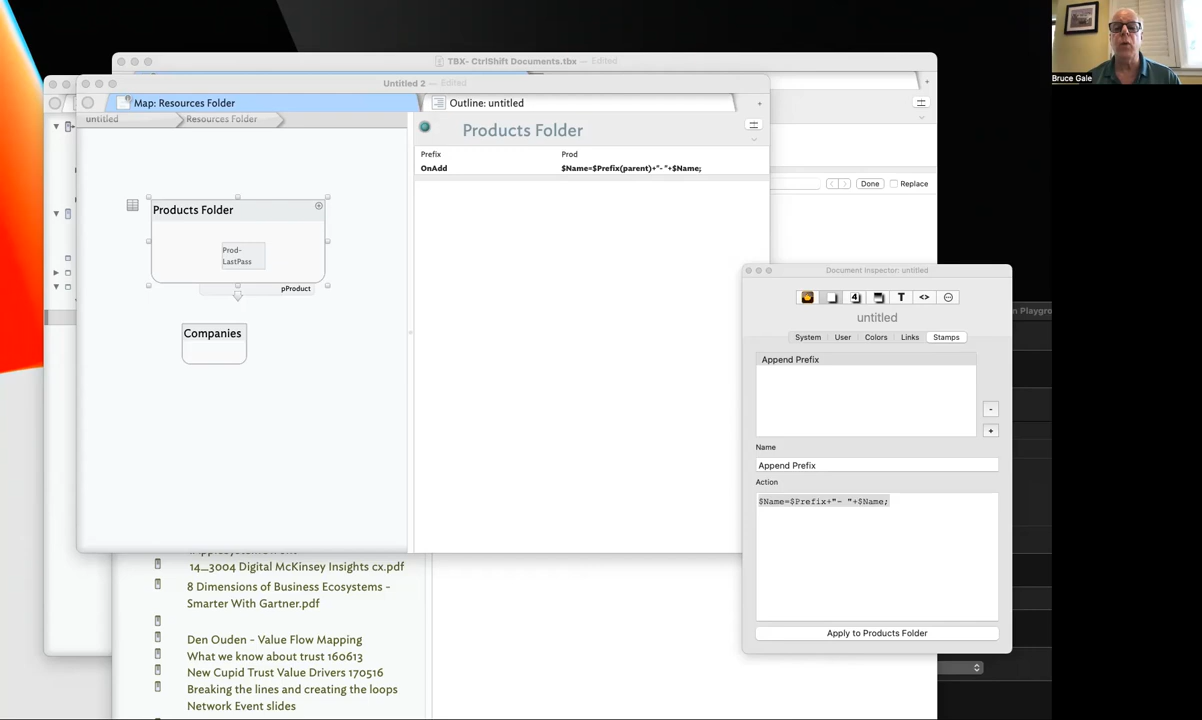 Bruce Gale
TBX- CtrlShift Documents.tbx — Edited
Untitled 2 — Edited
Map: Resources Folder
Outline: untitled
untitled
Resources Folder
Products Folder
Prefix
Prod
OnAdd
$Name=$Prefix(parent)+"- "+$Name;
Done
Replace
Products Folder
Prod-
LastPass
pProduct
Companies
Document Inspector: untitled
untitled
System
User
Colors
Links
Stamps
Append Prefix
-
+
Name
Append Prefix
Action
$Name=$Prefix+"- "+$Name;
Apply to Products Folder
n Playgrou
14_3004 Digital McKinsey Insights cx.pdf
8 Dimensions of Business Ecosystems -
Smarter With Gartner.pdf
Den Ouden - Value Flow Mapping
What we know about trust 160613
New Cupid Trust Value Drivers 170516
Breaking the lines and creating the loops
Network Event slides